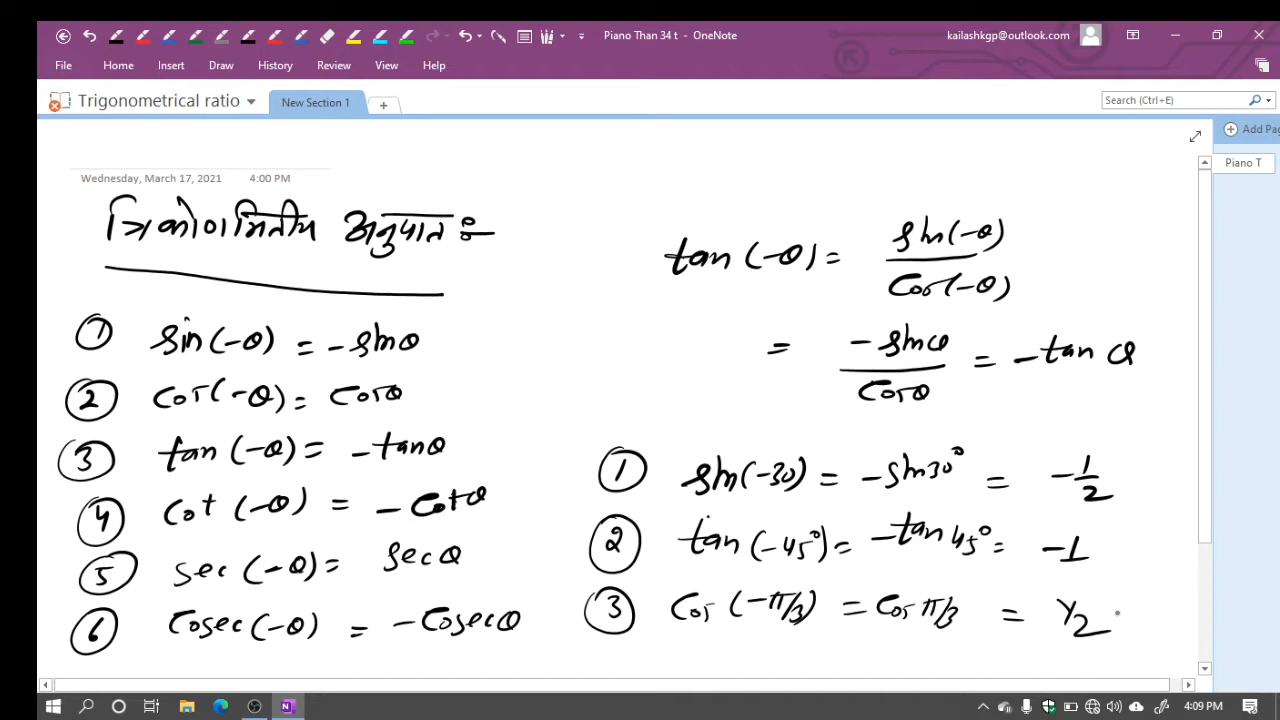 Piano Than 34 t - OneNote
kailashkgp@outlook.com
File Home Insert Draw History Review View Help
Trigonometrical ratio New Section 1
Search (Ctrl+E)
Add Pag
Piano T
Wednesday, March 17, 2021 4:00 PM
त्रिकोणमितीय अनुपात :-
① sin(-θ) = -sinθ
② cos(-θ) = cosθ
③ tan(-θ) = -tanθ
④ cot(-θ) = -cotθ
⑤ sec(-θ) = secθ
⑥ cosec(-θ) = -cosecθ
tan(-θ) = sin(-θ)/cos(-θ)
= -sinθ/cosθ = -tanθ
① sin(-30) = -sin30° = -1/2
② tan(-45°) = -tan45° = -1
③ cos(-π/3) = cos π/3 = 1/2
4:09 PM